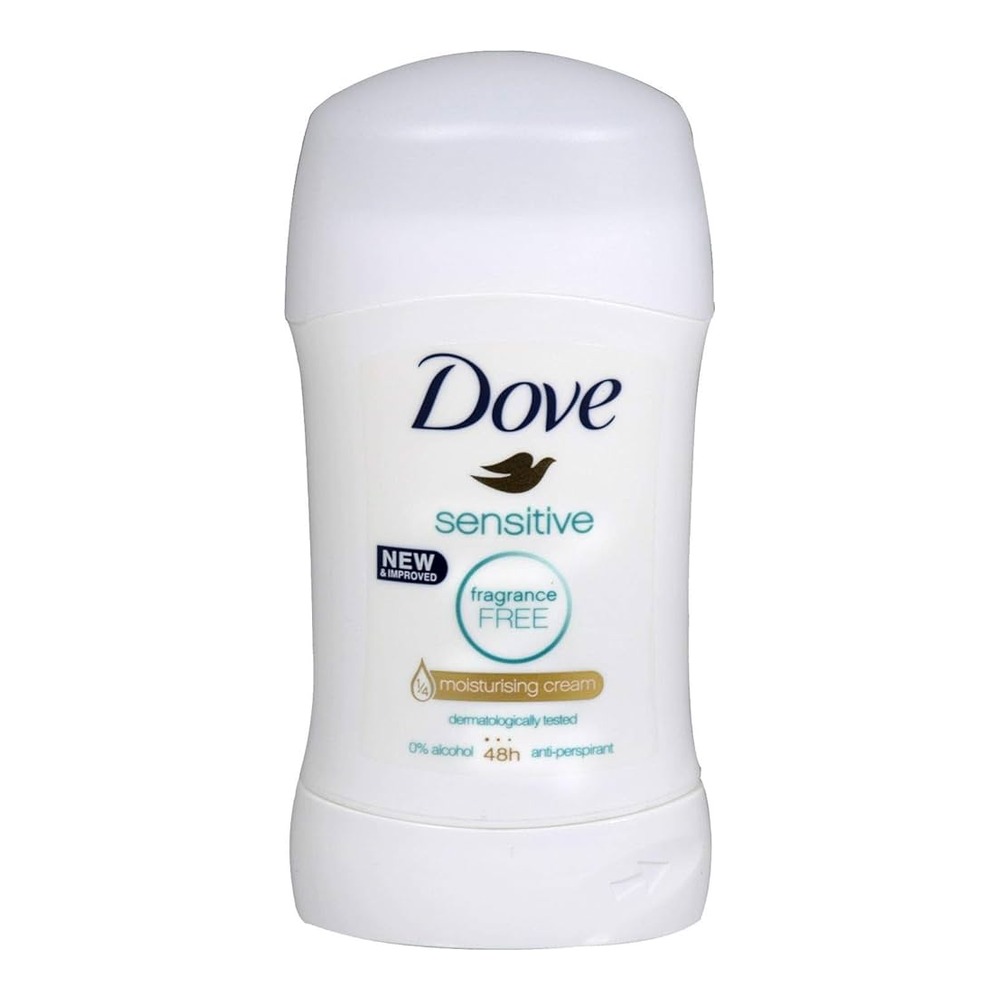 Dove
sensitive
NEW
& IMPROVED
fragrance
FREE
1/4 moisturising cream
dermatologically tested
0% alcohol 48h anti-perspirant